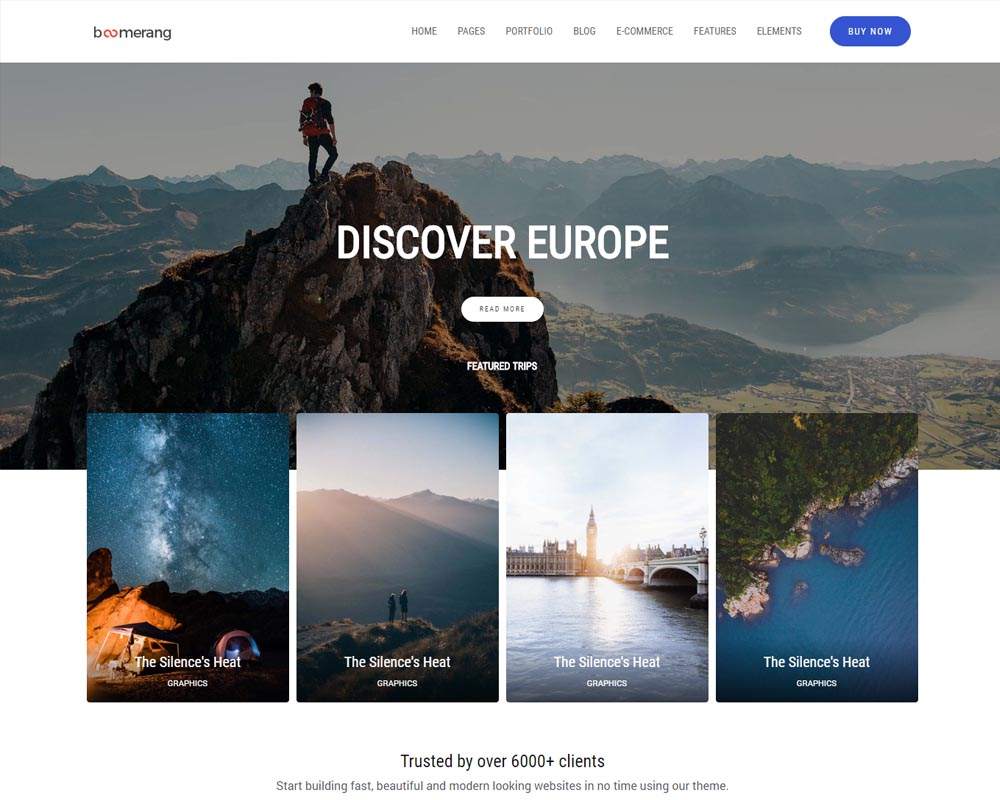 boomerang
HOME PAGES PORTFOLIO BLOG E-COMMERCE FEATURES ELEMENTS BUY NOW
DISCOVER EUROPE
READ MORE
FEATURED TRIPS
The Silence's Heat
GRAPHICS
The Silence's Heat
GRAPHICS
The Silence's Heat
GRAPHICS
The Silence's Heat
GRAPHICS
Trusted by over 6000+ clients
Start building fast, beautiful and modern looking websites in no time using our theme.